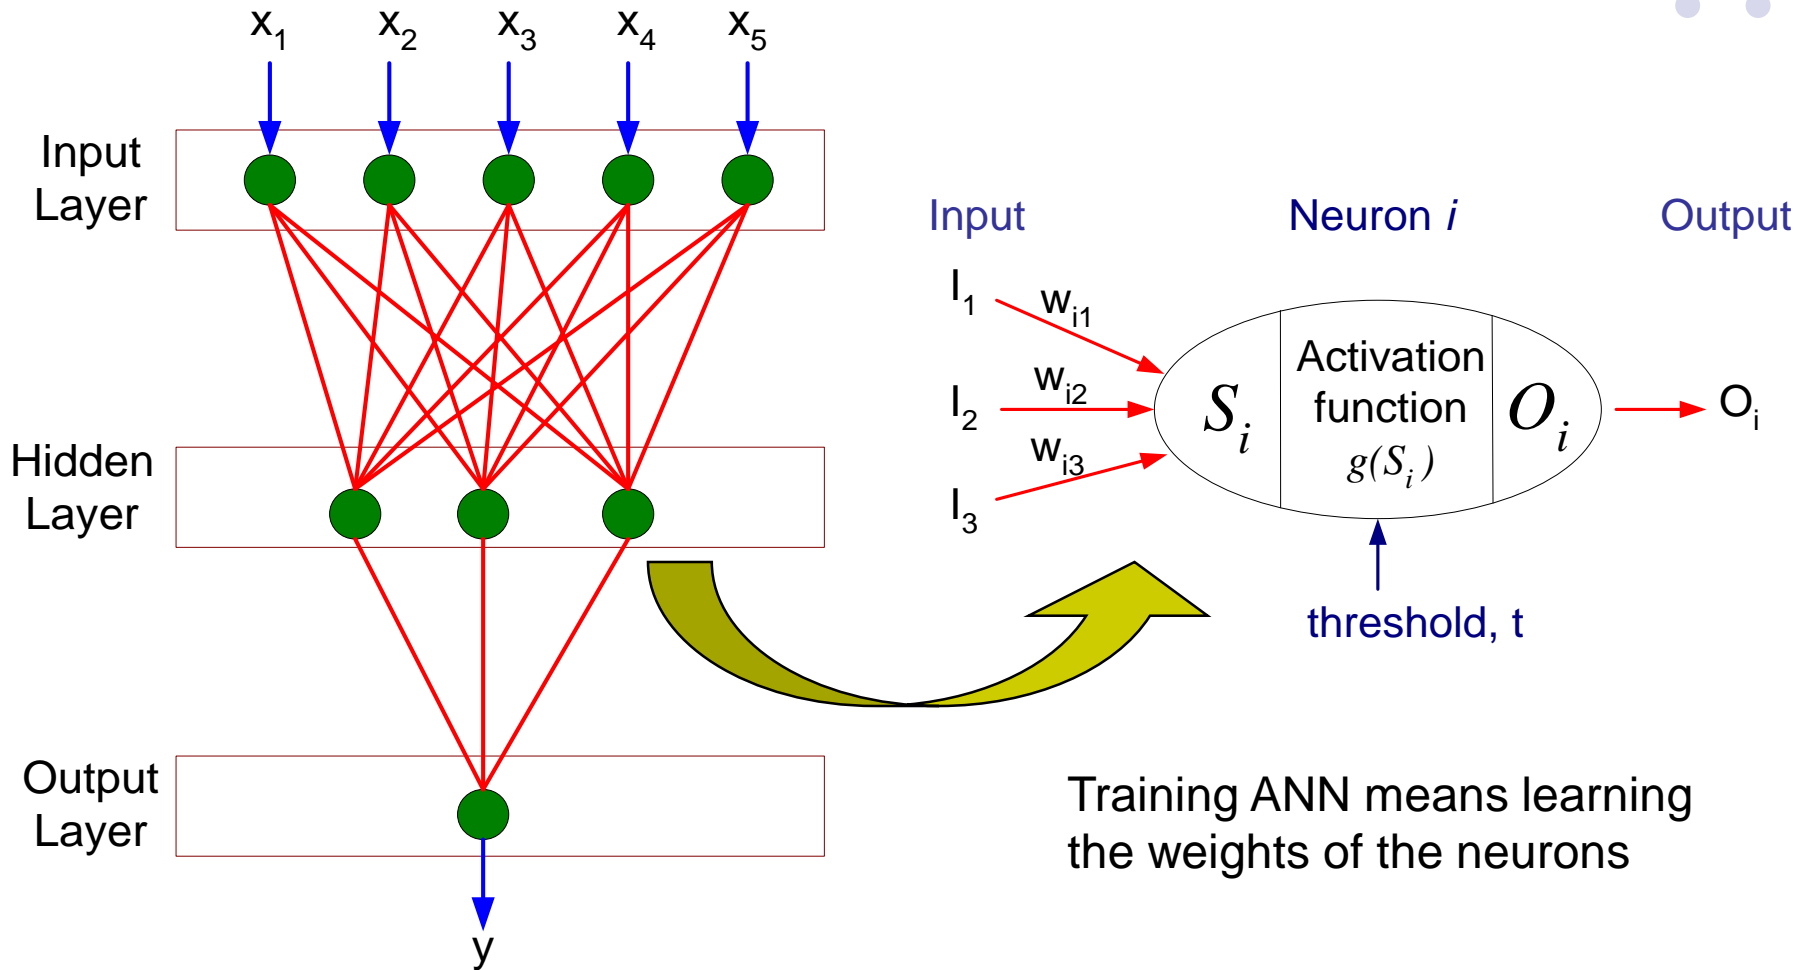 x1 x2 x3 x4 x5
Input
Layer
Hidden
Layer
Output
Layer
y
Input Neuron i Output
I1 wi1
I2 wi2
I3 wi3
Si
Activation
function
g(Si)
Oi
Oi
threshold, t
Training ANN means learning
the weights of the neurons